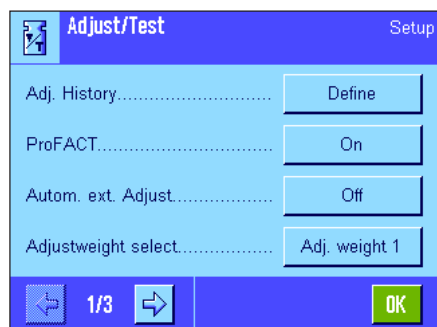 Adjust/Test Setup
Adj. History............................ Define
ProFACT................................ On
Autom. ext. Adjust.................. Off
Adjustweight select................. Adj. weight 1
1/3 OK